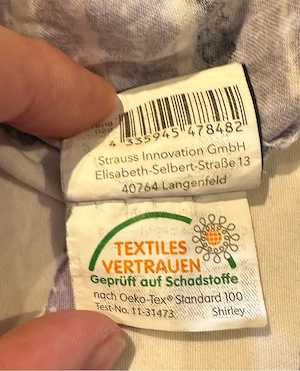 4 335945 478482
Strauss Innovation GmbH
Elisabeth-Selbert-Straße 13
40764 Langenfeld
TEXTILES
VERTRAUEN
Geprüft auf Schadstoffe
nach Oeko-Tex® Standard 100
Test-No. 11-31473 Shirley